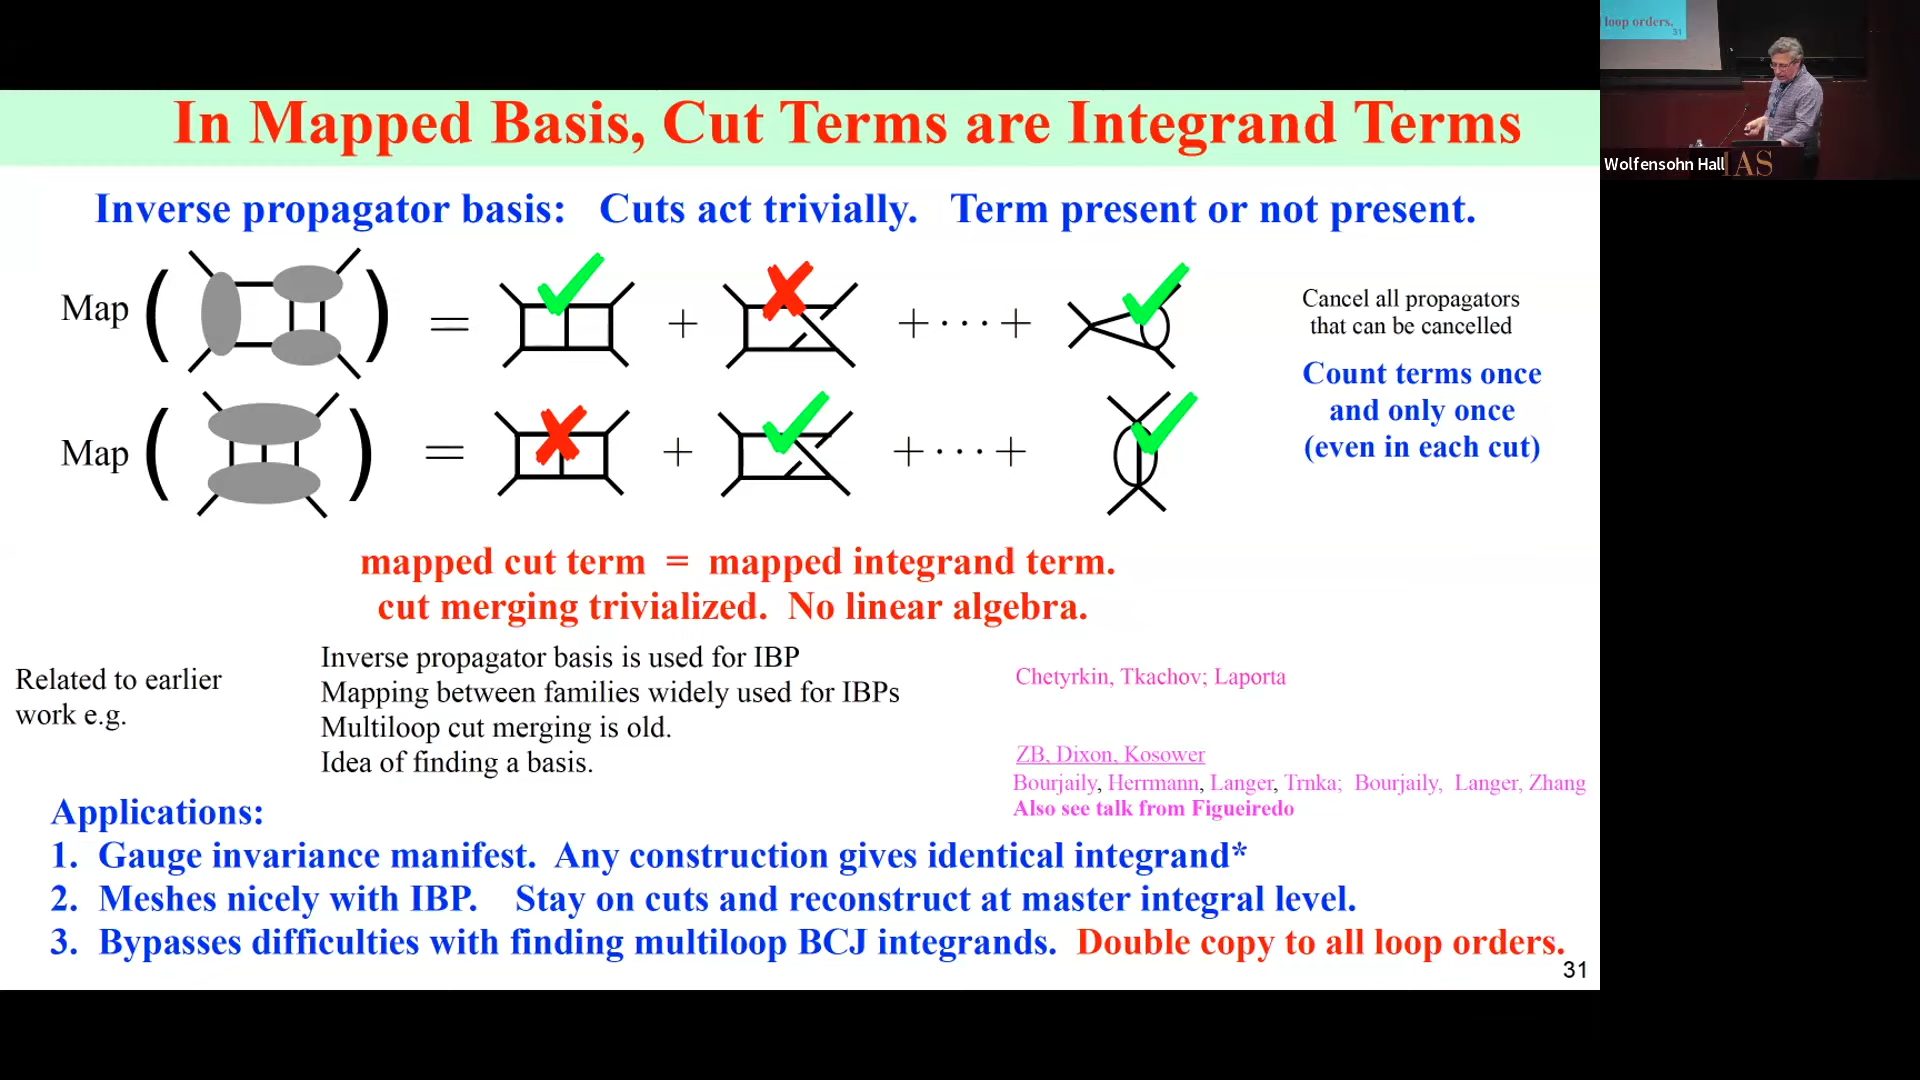 In Mapped Basis, Cut Terms are Integrand Terms
Inverse propagator basis: Cuts act trivially. Term present or not present.
Map ( ) = + + · · · +
Cancel all propagators
that can be cancelled
Count terms once
and only once
(even in each cut)
Map ( ) = + + · · · +
mapped cut term = mapped integrand term.
cut merging trivialized. No linear algebra.
Related to earlier
work e.g.
Inverse propagator basis is used for IBP
Mapping between families widely used for IBPs
Multiloop cut merging is old.
Idea of finding a basis.
Chetyrkin, Tkachov; Laporta
ZB, Dixon, Kosower
Bourjaily, Herrmann, Langer, Trnka; Bourjaily, Langer, Zhang
Also see talk from Figueiredo
Applications:
1. Gauge invariance manifest. Any construction gives identical integrand*
2. Meshes nicely with IBP. Stay on cuts and reconstruct at master integral level.
3. Bypasses difficulties with finding multiloop BCJ integrands. Double copy to all loop orders.
31
loop orders.
31
Wolfensohn Hall
IAS